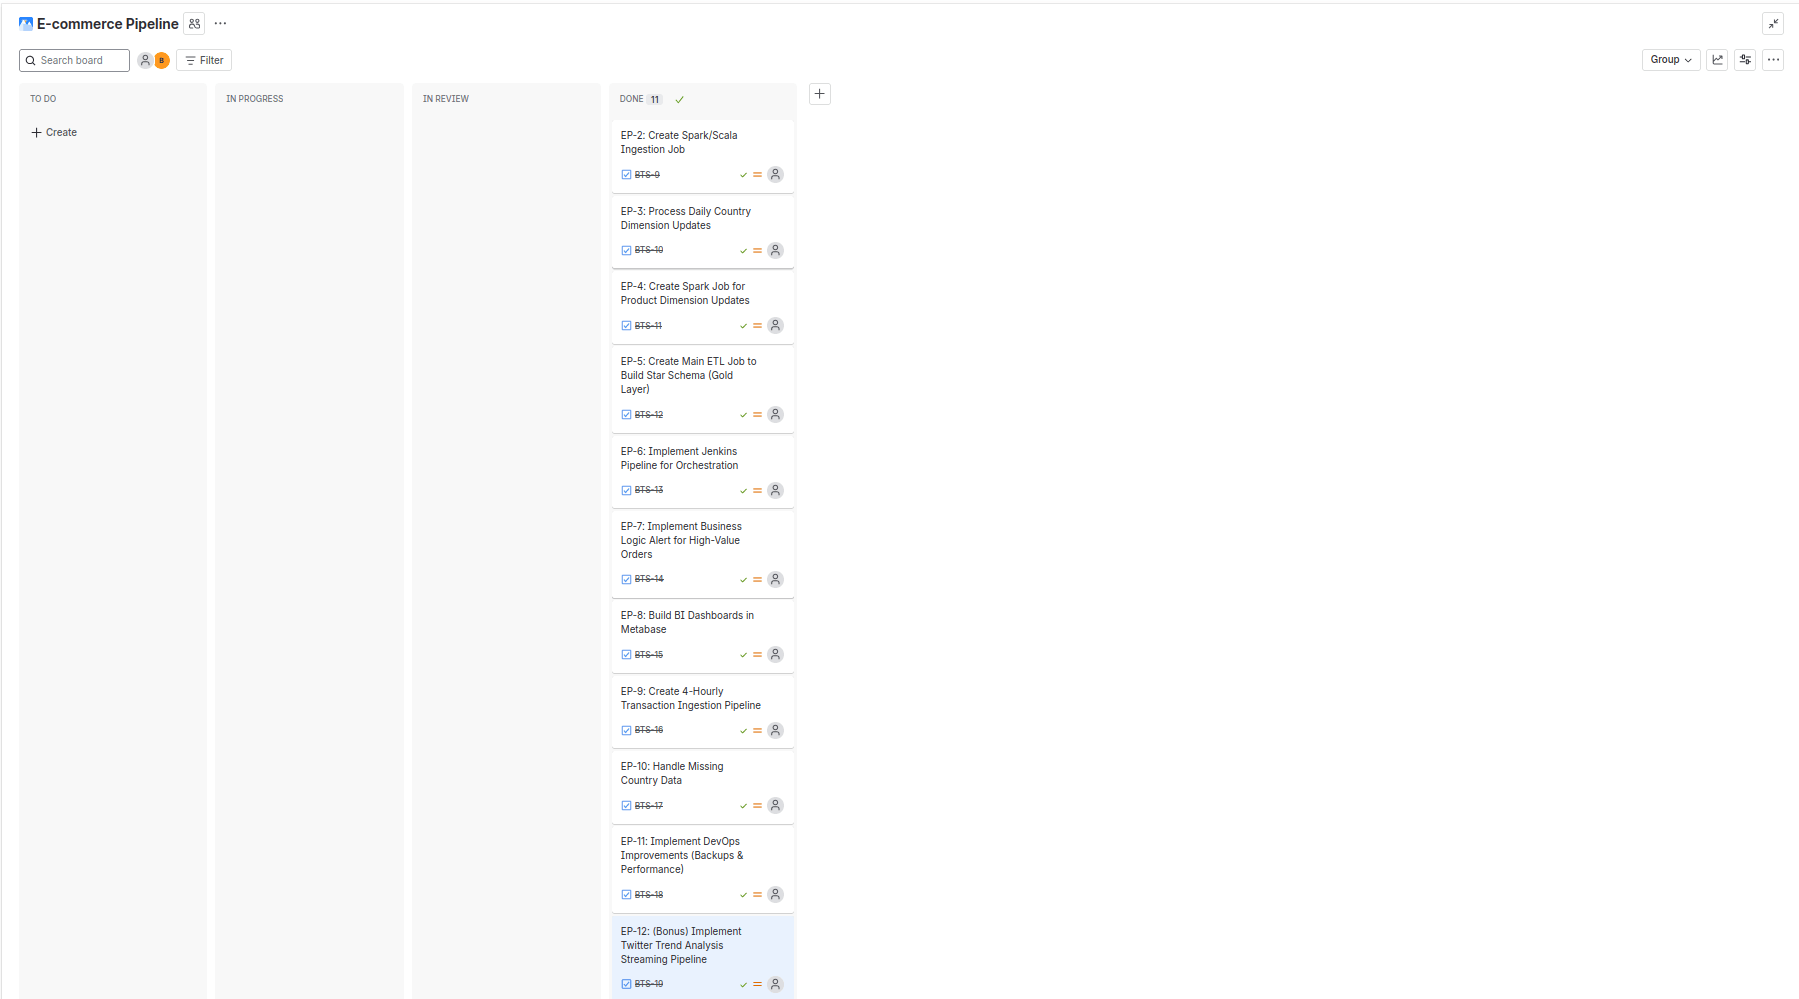 E-commerce Pipeline
Search board
B
Filter
Group
TO DO
IN PROGRESS
IN REVIEW
DONE 11
Create
EP-2: Create Spark/Scala
Ingestion Job
BTS-9
EP-3: Process Daily Country
Dimension Updates
BTS-10
EP-4: Create Spark Job for
Product Dimension Updates
BTS-11
EP-5: Create Main ETL Job to
Build Star Schema (Gold
Layer)
BTS-12
EP-6: Implement Jenkins
Pipeline for Orchestration
BTS-13
EP-7: Implement Business
Logic Alert for High-Value
Orders
BTS-14
EP-8: Build BI Dashboards in
Metabase
BTS-15
EP-9: Create 4-Hourly
Transaction Ingestion Pipeline
BTS-16
EP-10: Handle Missing
Country Data
BTS-17
EP-11: Implement DevOps
Improvements (Backups &
Performance)
BTS-18
EP-12: (Bonus) Implement
Twitter Trend Analysis
Streaming Pipeline
BTS-19